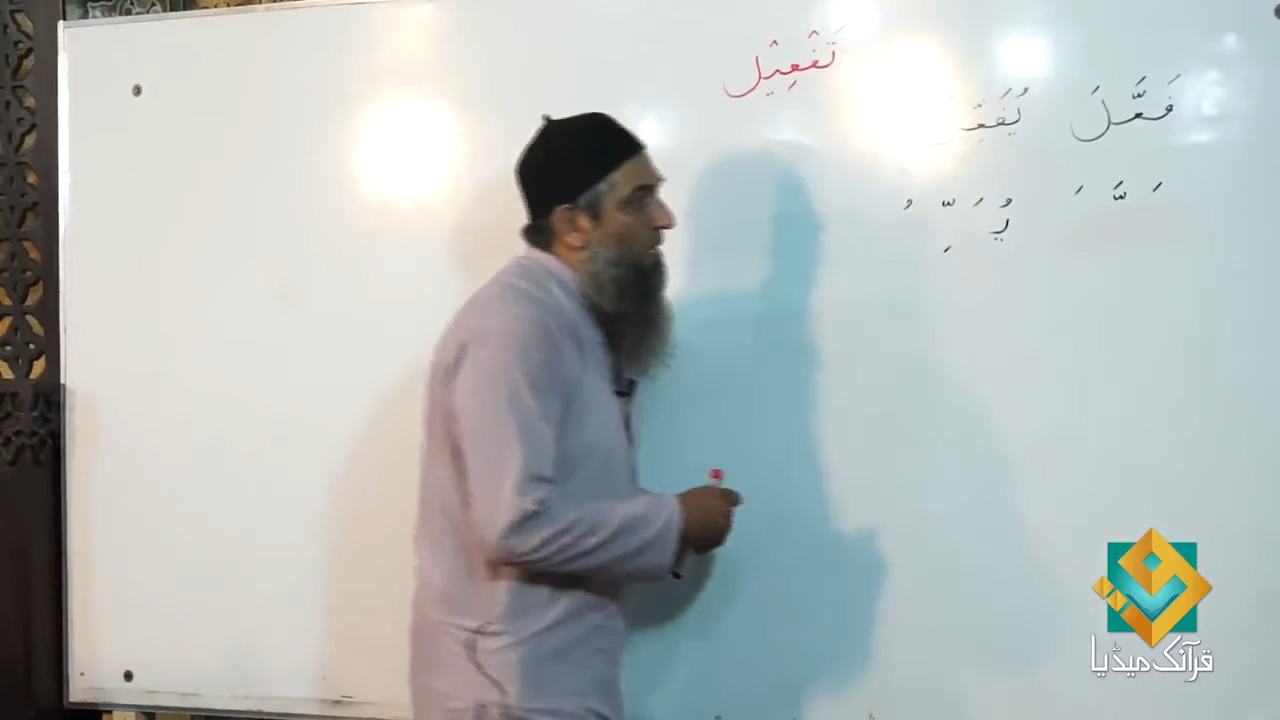 تَفْعِيْل
فَعَّلَ يُفَعِّلُ
َ َّ َ يُ َ ِّ ُ
قرآنک میڈیا